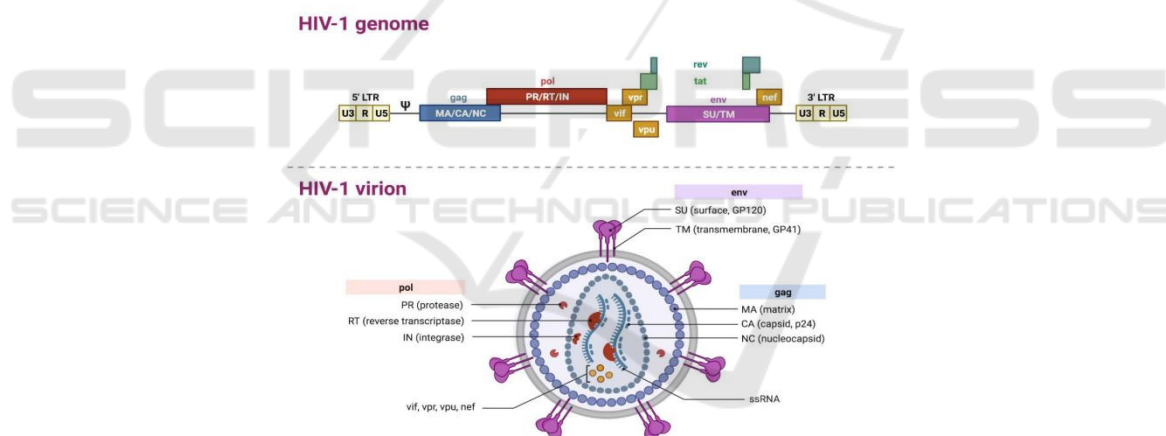 HIV-1 genome
rev
pol
tat
5' LTR
Ψ
gag
PR/RT/IN
vpr
env
nef
3' LTR
U3 R U5
MA/CA/NC
vif
SU/TM
U3 R U5
vpu
HIV-1 virion
env
SU (surface, GP120)
TM (transmembrane, GP41)
pol
PR (protease)
RT (reverse transcriptase)
IN (integrase)
gag
MA (matrix)
CA (capsid, p24)
NC (nucleocapsid)
vif, vpr, vpu, nef
ssRNA
SCITEPRESS
SCIENCE AND TECHNOLOGY PUBLICATIONS